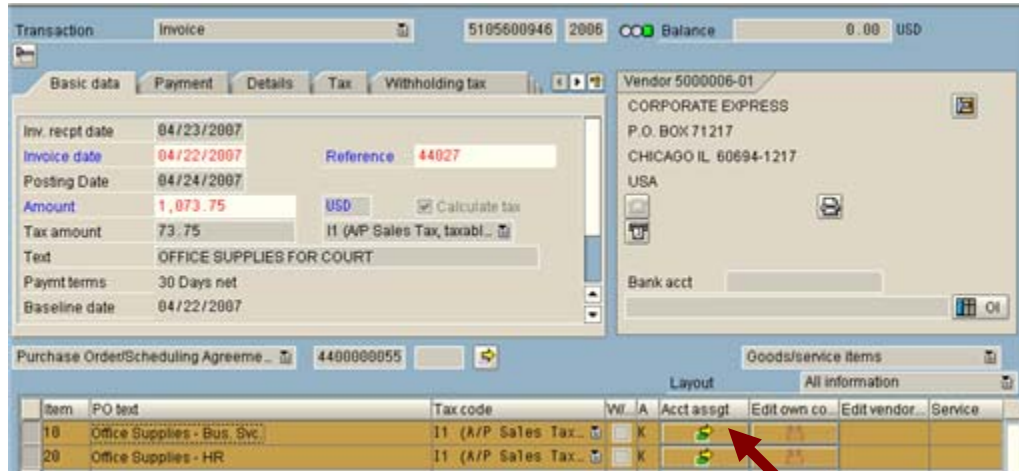 Transaction Invoice 5105600946 2006 Balance 0.00 USD
Basic data Payment Details Tax Withholding tax
Inv. recpt date 04/23/2007
Invoice date 04/22/2007 Reference 44027
Posting Date 04/24/2007
Amount 1,073.75 USD Calculate tax
Tax amount 73.75 I1 (A/P Sales Tax, taxabl...
Text OFFICE SUPPLIES FOR COURT
Paymt terms 30 Days net
Baseline date 04/22/2007
Vendor 5000006-01
CORPORATE EXPRESS
P.O. BOX 71217
CHICAGO IL 60694-1217
USA
Bank acct
OI
Purchase Order/Scheduling Agreeme... 4400000055 Goods/service items
Layout All information
Item PO text Tax code W/... A Acct assgt Edit own co... Edit vendor... Service
10 Office Supplies - Bus. Svc. I1 (A/P Sales Tax... K
20 Office Supplies - HR I1 (A/P Sales Tax... K